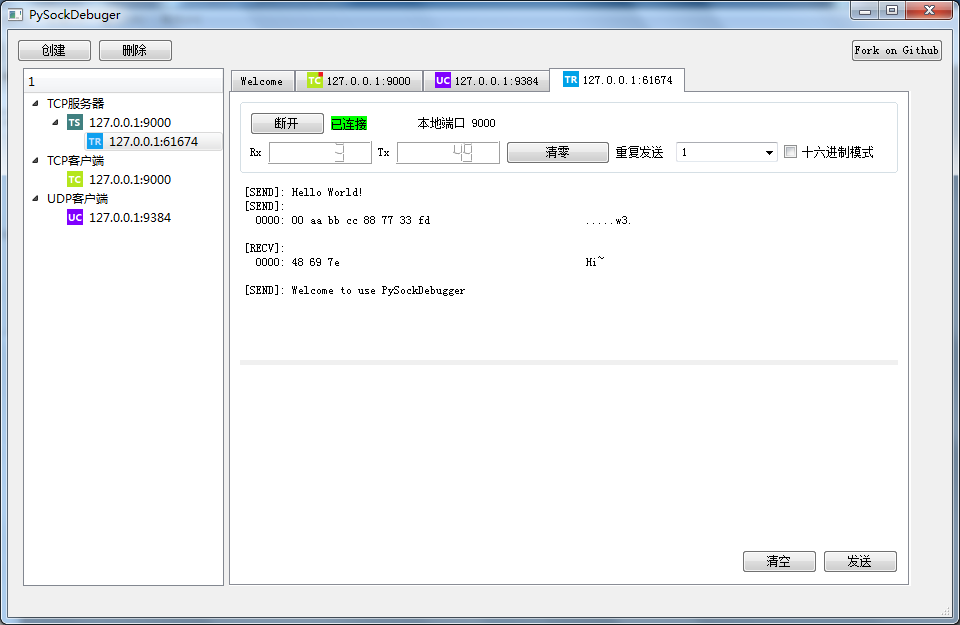 PySockDebuger
创建 删除 Fork on Github
1
TCP服务器
TS 127.0.0.1:9000
TR 127.0.0.1:61674
TCP客户端
TC 127.0.0.1:9000
UDP客户端
UC 127.0.0.1:9384
Welcome TC 127.0.0.1:9000 UC 127.0.0.1:9384 TR 127.0.0.1:61674
断开 已连接 本地端口 9000
Rx 3 Tx 49 清零 重复发送 1 十六进制模式
[SEND]: Hello World!
[SEND]:
0000: 00 aa bb cc 88 77 33 fd .....w3.
[RECV]:
0000: 48 69 7e Hi~
[SEND]: Welcome to use PySockDebugger
清空 发送